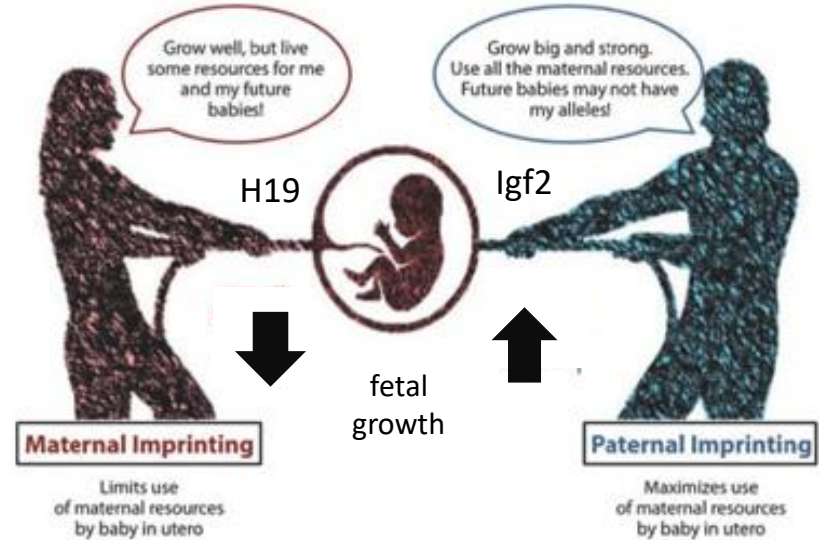 Grow well, but live
some resources for me
and my future
babies!
Grow big and strong.
Use all the maternal resources.
Future babies may not have
my alleles!
H19
Igf2
fetal
growth
Maternal Imprinting
Paternal Imprinting
Limits use
of maternal resources
by baby in utero
Maximizes use
of maternal resources
by baby in utero